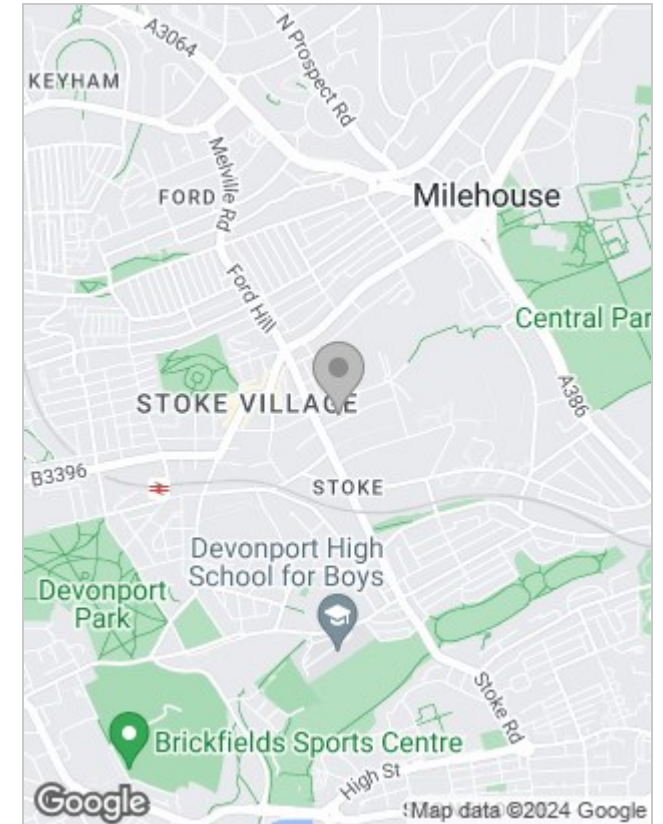 A3064
N Prospect Rd
KEYHAM
Melville Rd
FORD
Milehouse
Ford Hill
Central Par
STOKE VILLAGE
A386
B3396
STOKE
Devonport High
School for Boys
Devonport
Park
Stoke Rd
Brickfields Sports Centre
High St
Google
Map data ©2024 Google